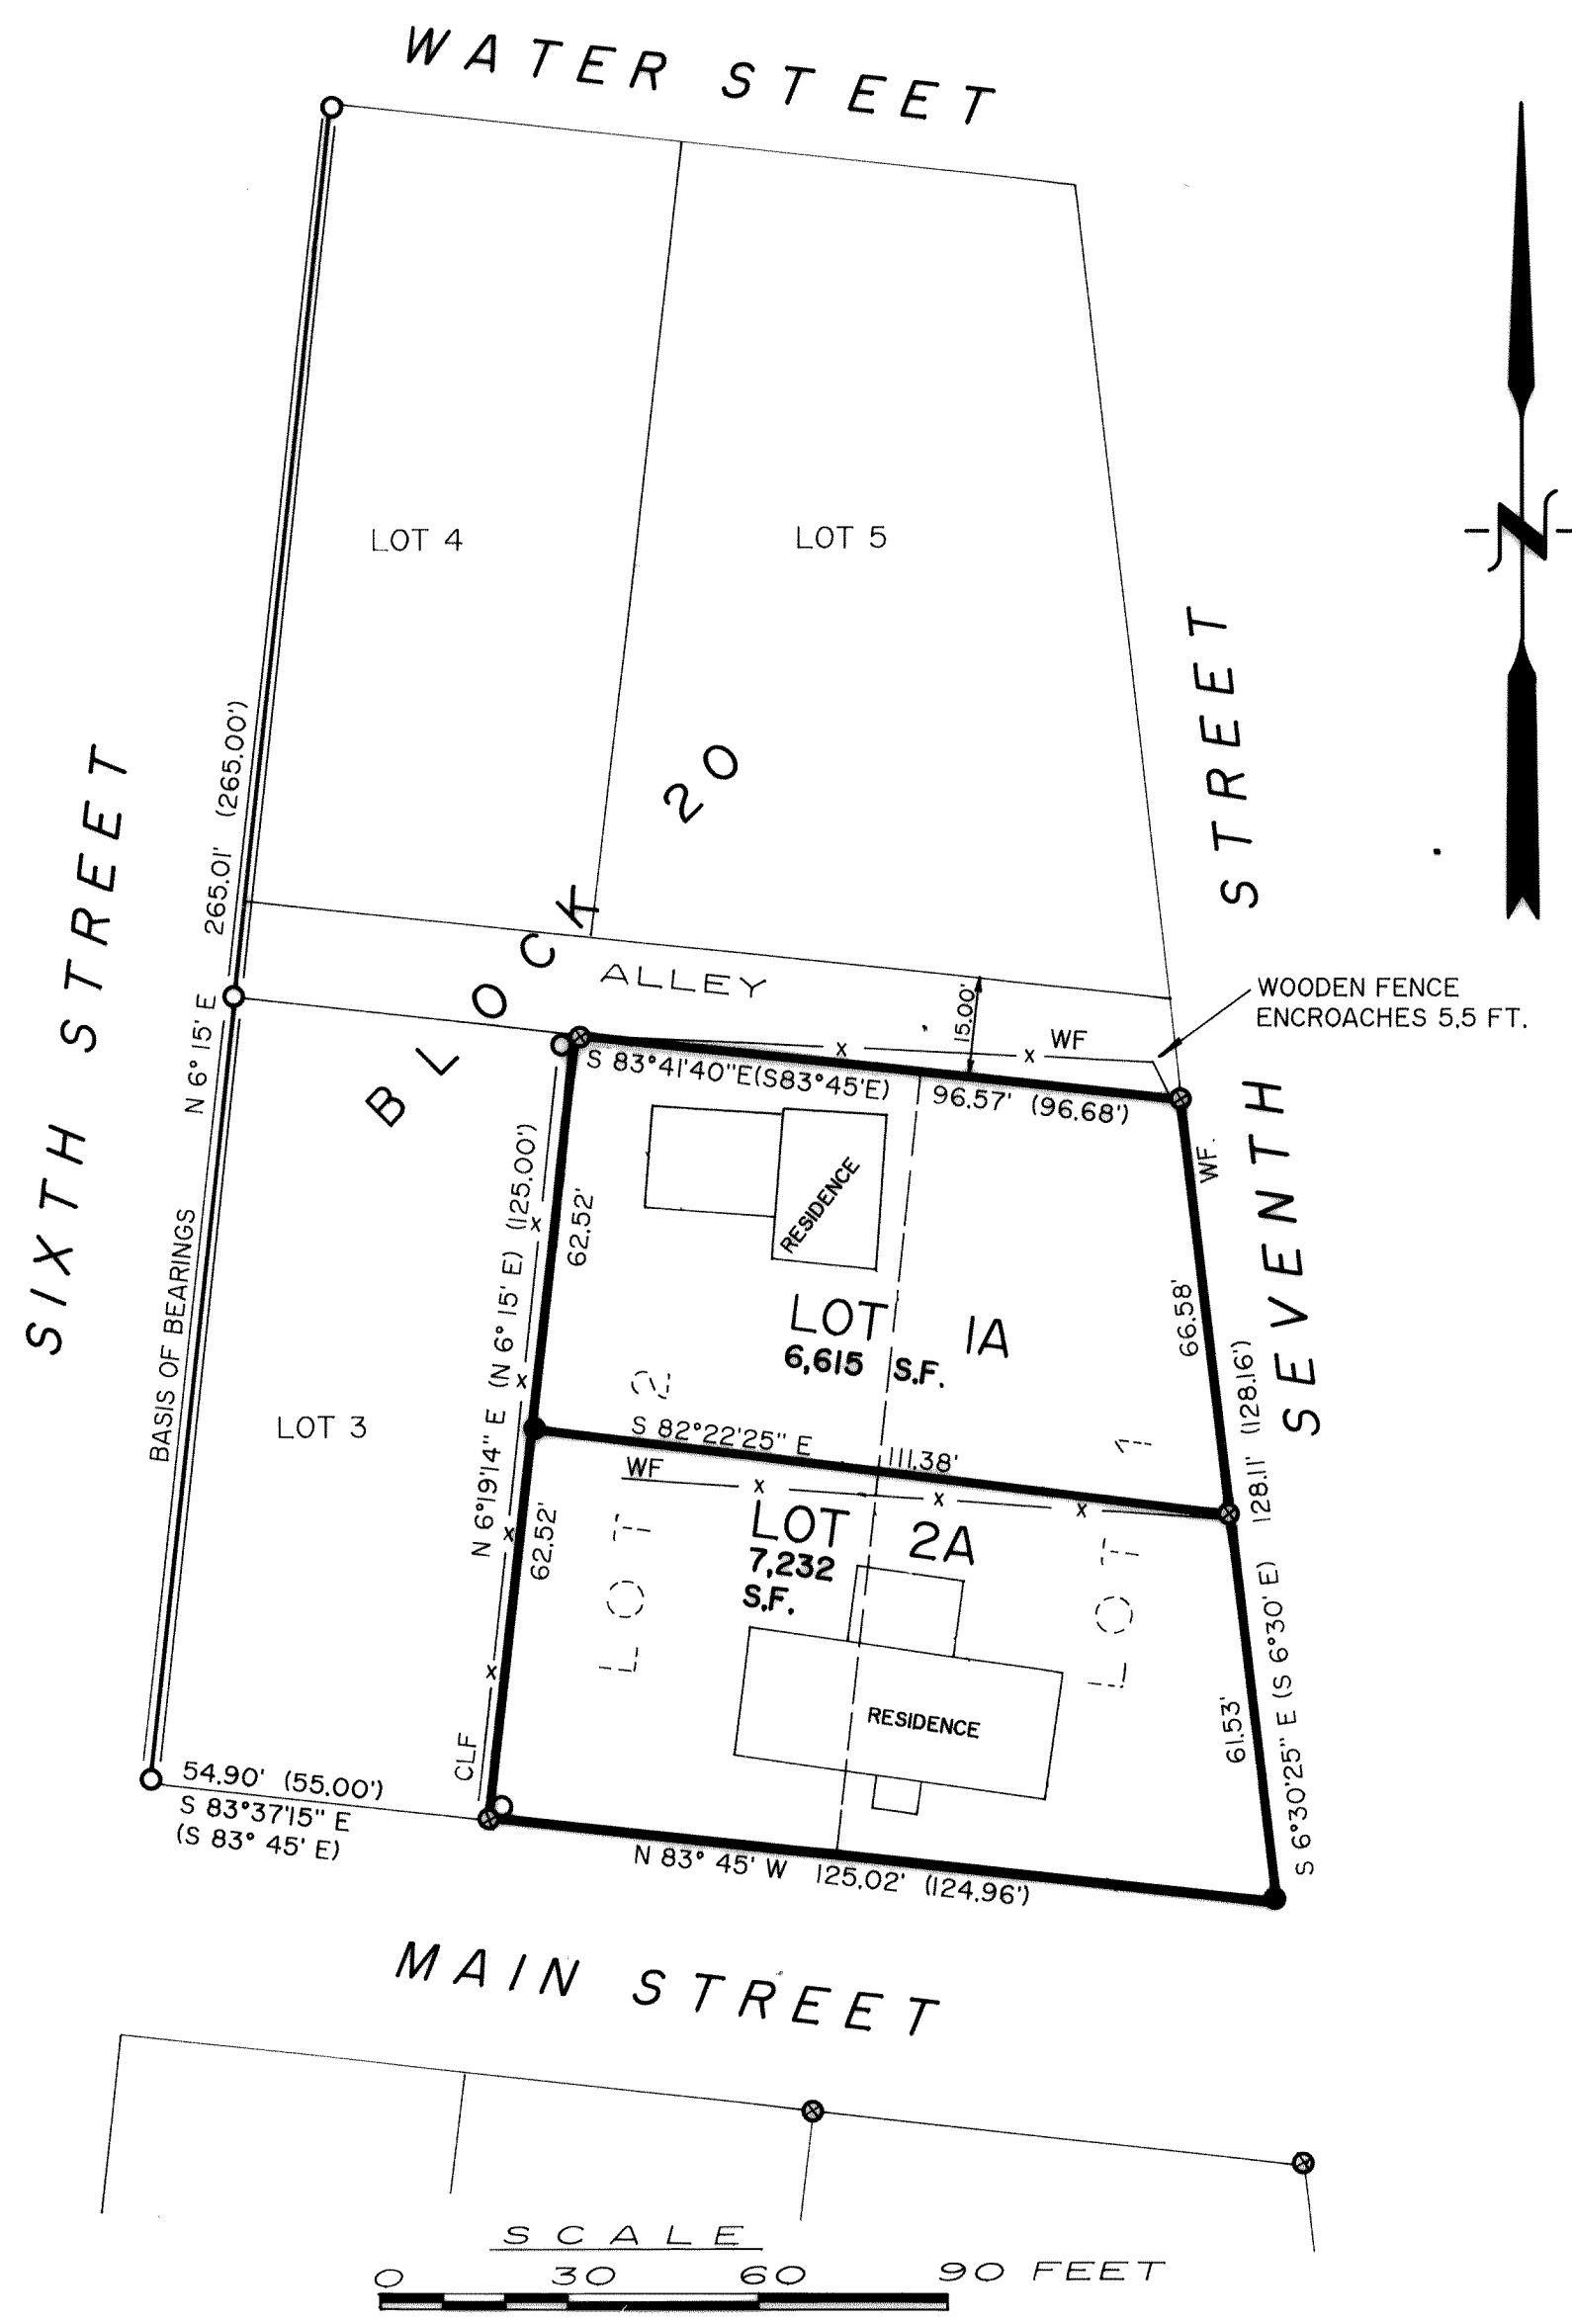 WATER STEET
LOT 4
LOT 5
N
SIXTH STREET
265.01' (265.00')
N 6° 15' E
BASIS OF BEARINGS
BLOCK 20
ALLEY
15.00'
SEVENTH STREET
WOODEN FENCE
ENCROACHES 5.5 FT.
x x WF
S 83°41'40"E(S83°45'E) 96.57' (96.68')
WF.
RESIDENCE
62.52'
N 6°19'14" E (N 6° 15' E) (125.00')
x
x
x
x
66.58'
LOT 1A
6,615 S.F.
LOT 2
LOT 1
S 82°22'25" E 111.38'
WF x x x
LOT 3
LOT 2A
7,232
S.F.
62.52'
128.11' (128.16')
S 6°30'25" E (S 6°30' E)
61.53'
RESIDENCE
CLF
54.90' (55.00')
S 83°37'15" E
(S 83° 45' E)
N 83° 45' W 125.02' (124.96')
MAIN STREET
SCALE
0 30 60 90 FEET